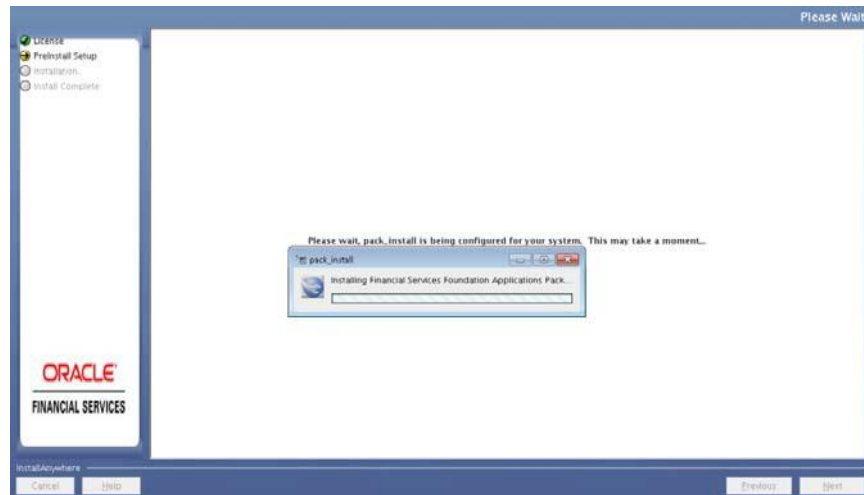 Please Wait
License
Preinstall Setup
Installation...
Install Complete
Please wait, pack_install is being configured for your system. This may take a moment...
pack_install
Installing Financial Services Foundation Applications Pack...
ORACLE
FINANCIAL SERVICES
InstallAnywhere
Cancel
Help
Previous
Next